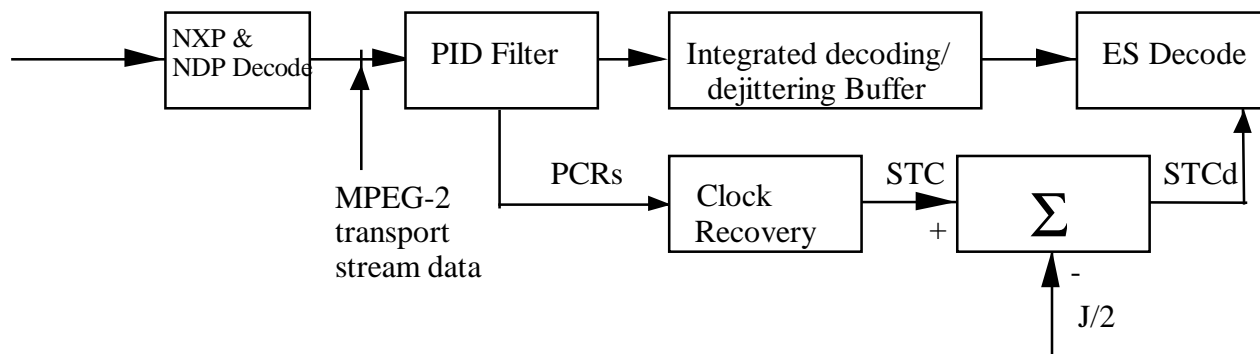 NXP &
NDP Decode
PID Filter
Integrated decoding/
dejittering Buffer
ES Decode
MPEG-2
transport
stream data
PCRs
Clock
Recovery
STC
+
Σ
STCd
-
J/2